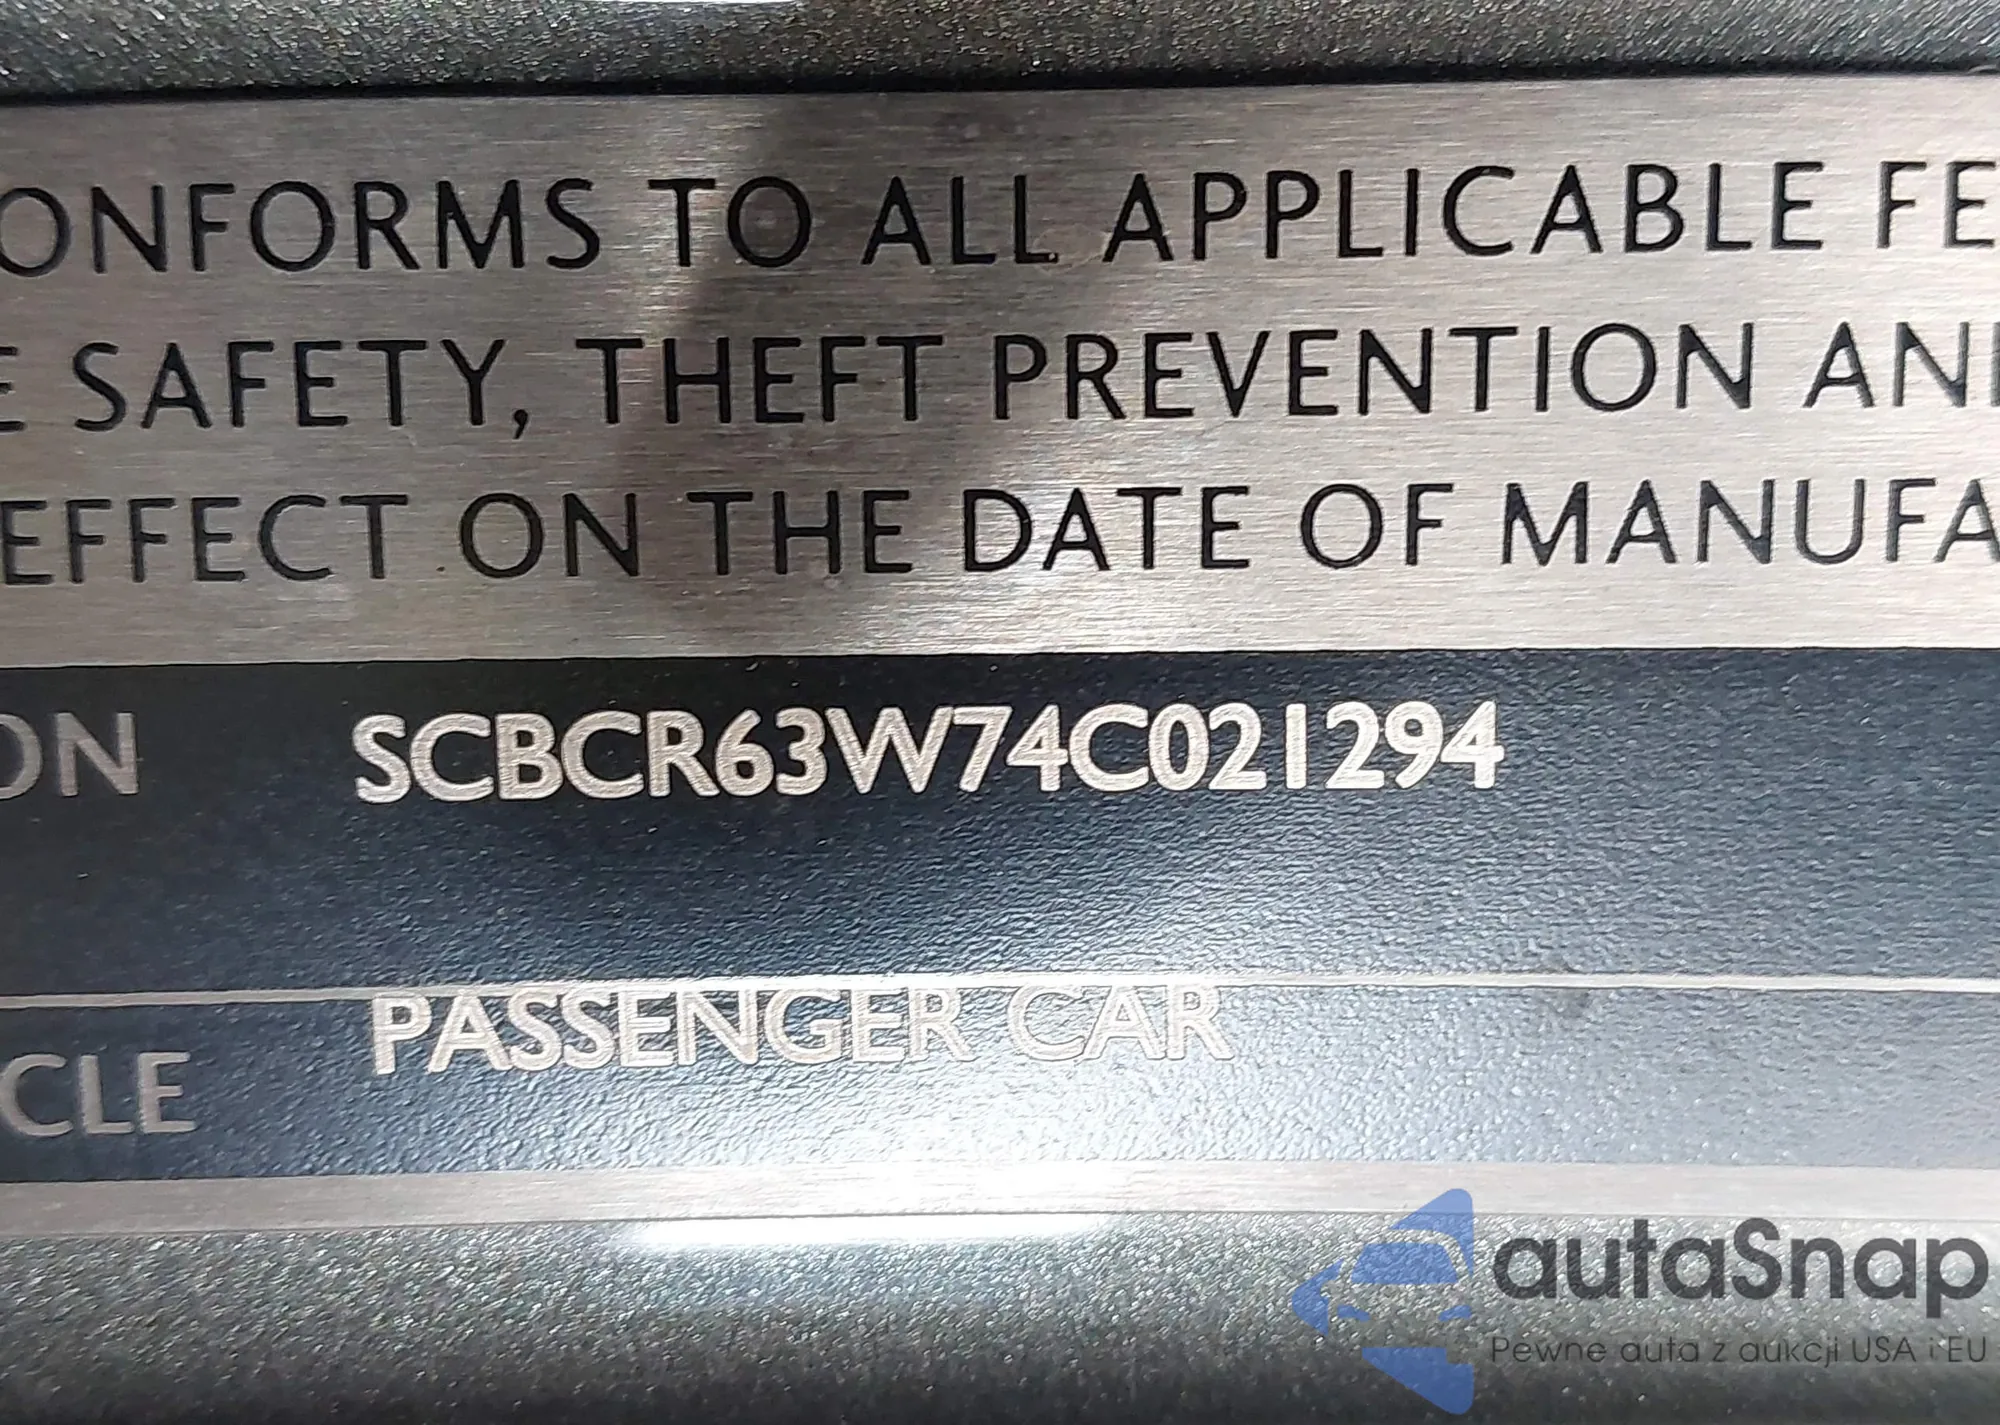 ONFORMS TO ALL APPLICABLE FE
E SAFETY, THEFT PREVENTION AN
EFFECT ON THE DATE OF MANUFA
ON SCBCR63W74C021294
PASSENGER CAR
CLE
autaSnap
Pewne auta z aukcji USA i EU